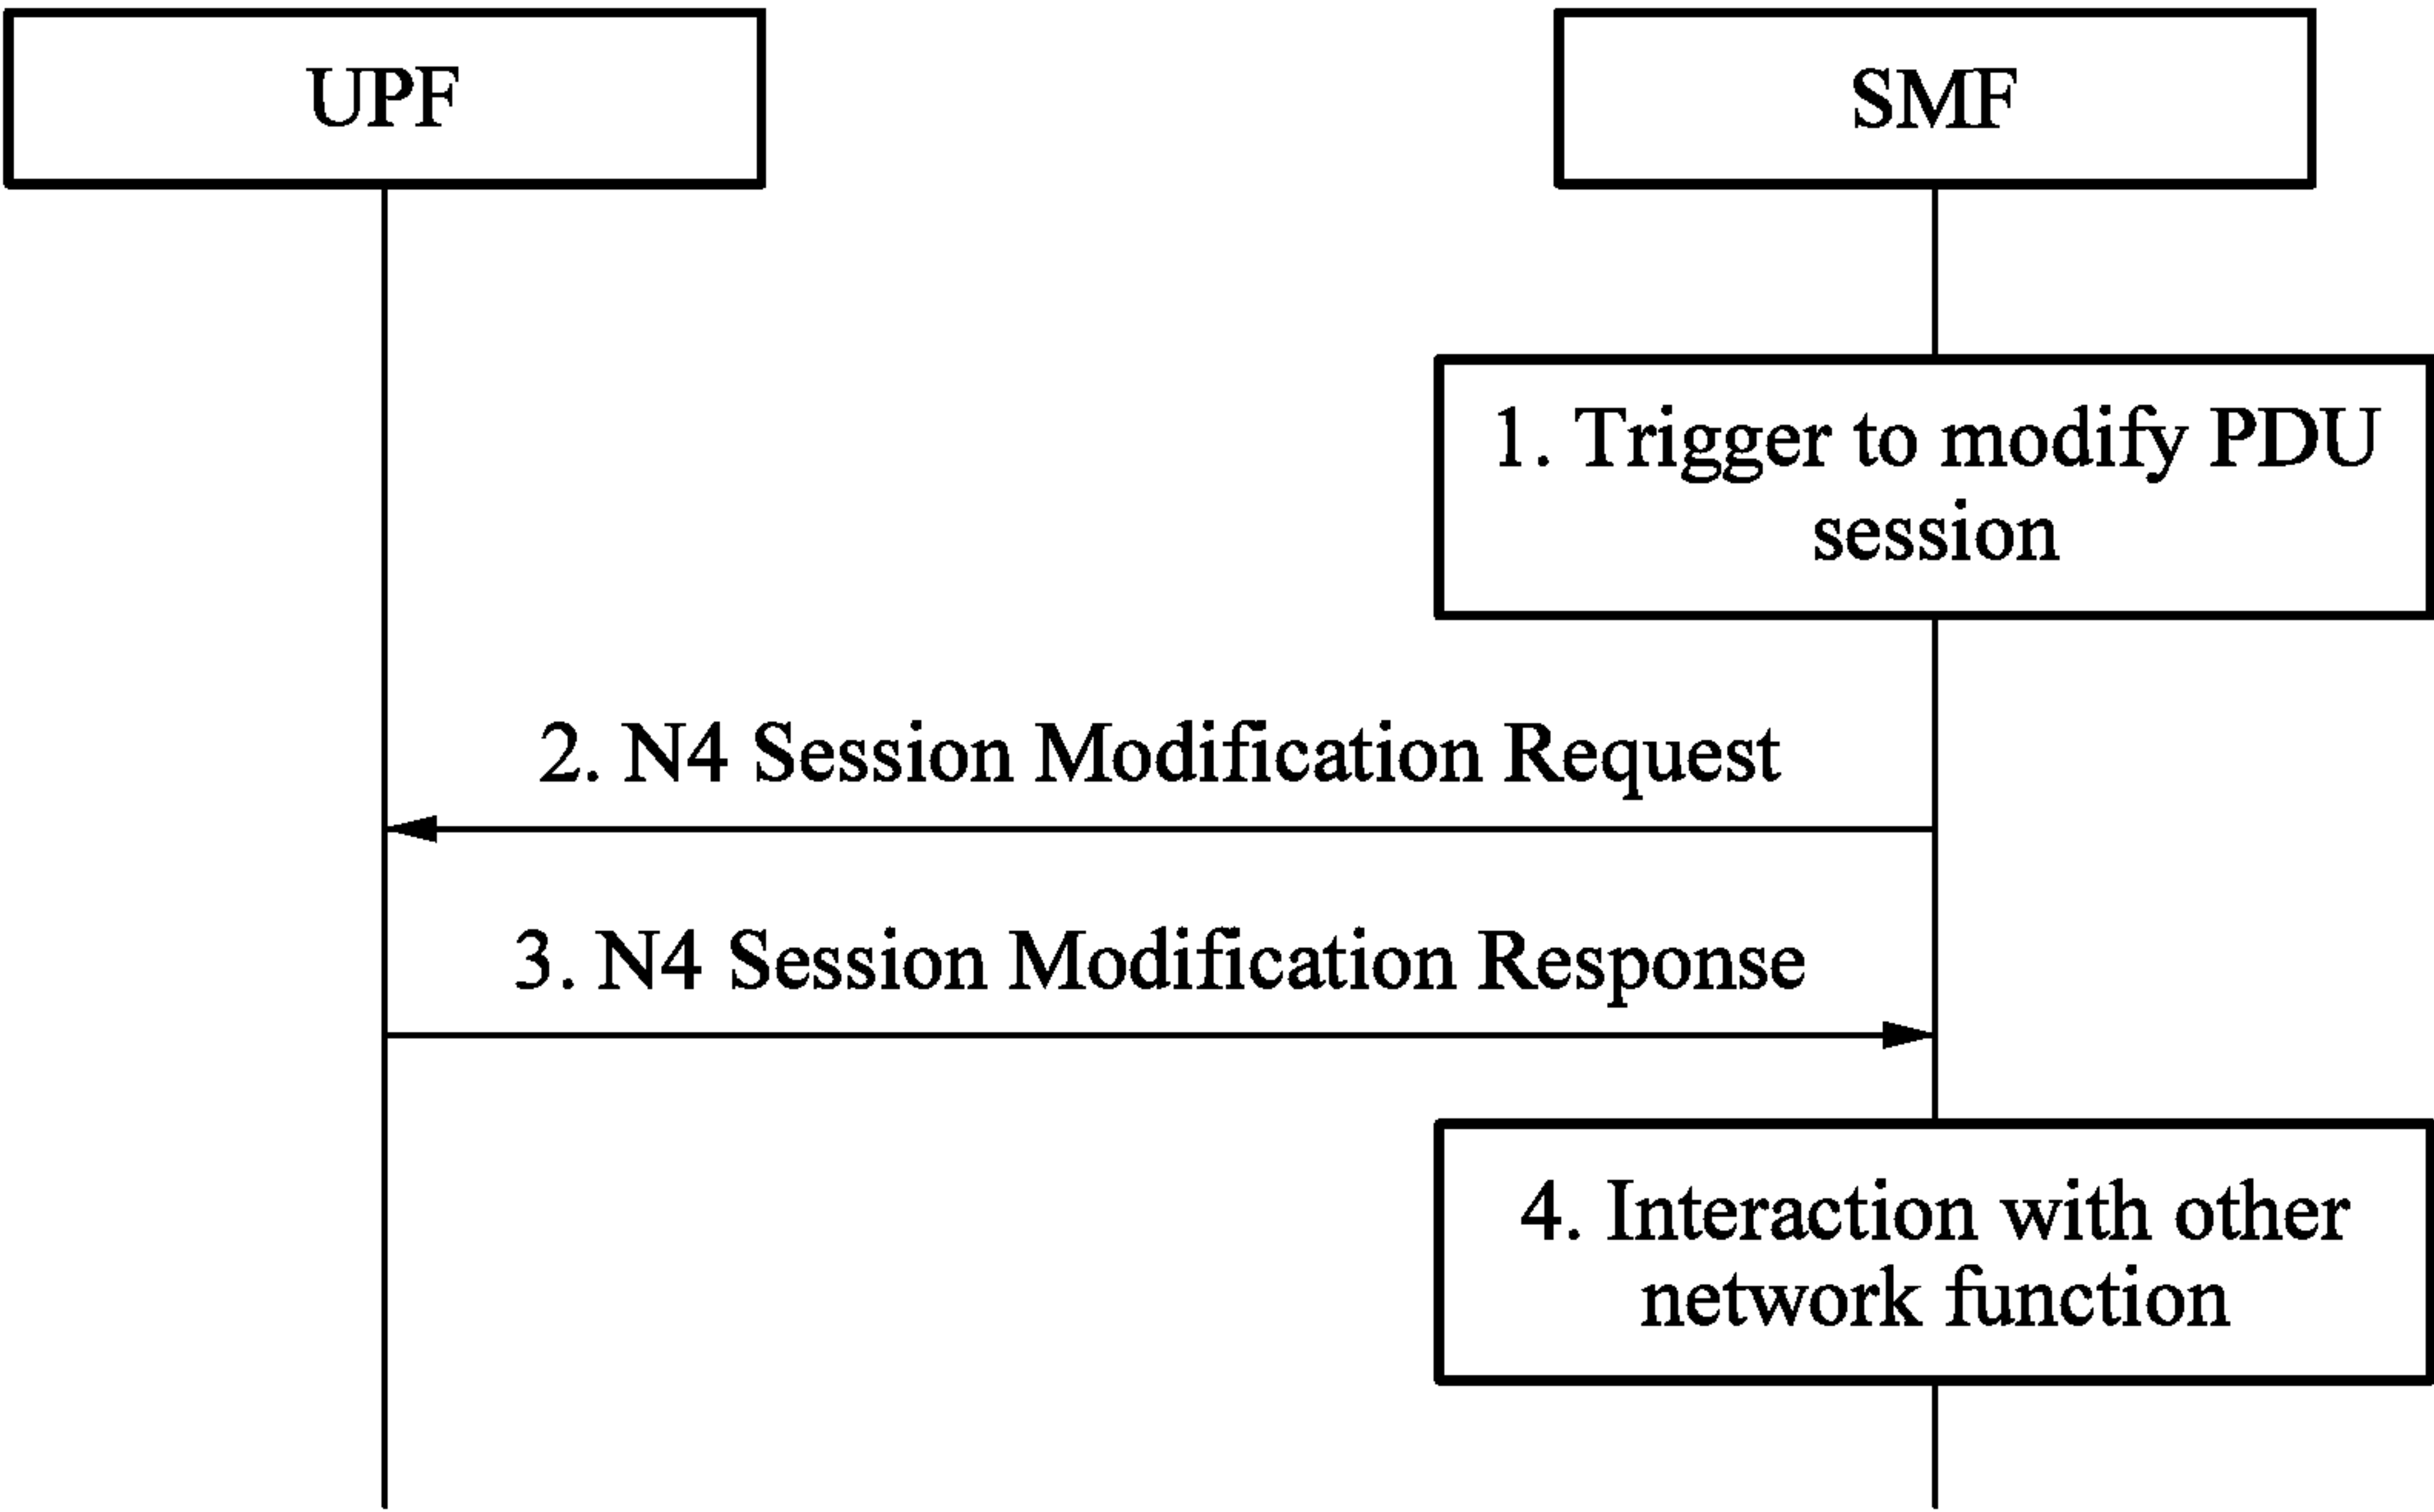 UPF
SMF
1. Trigger to modify PDU
session
2. N4 Session Modification Request
3. N4 Session Modification Response
4. Interaction with other
network function